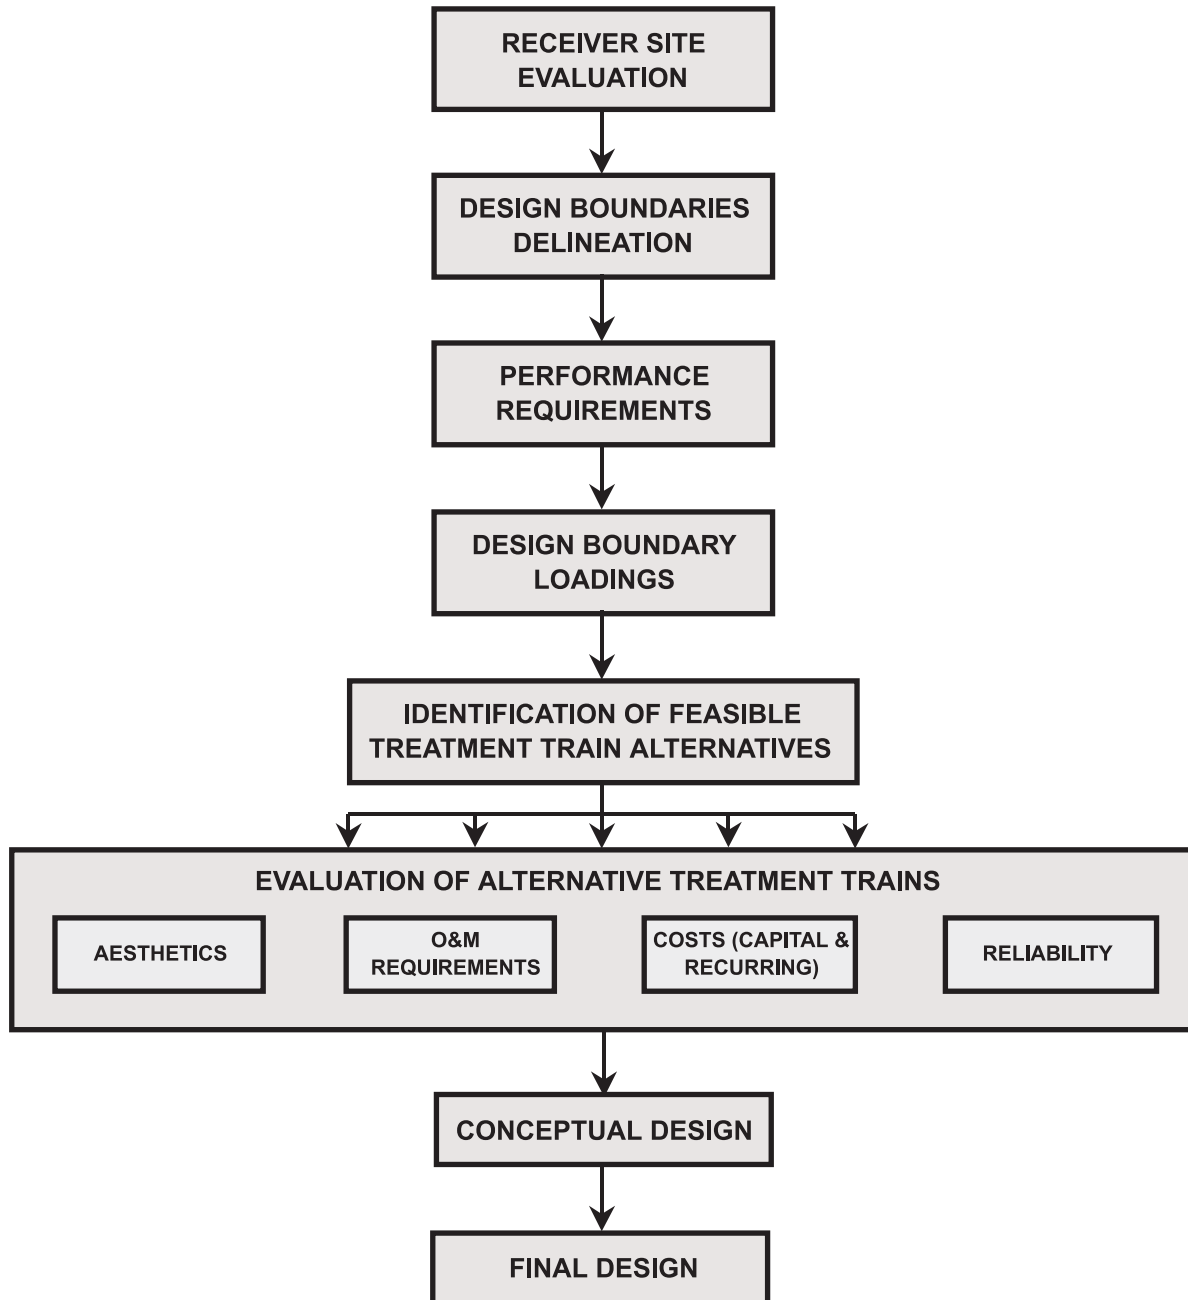 RECEIVER SITE
EVALUATION
DESIGN BOUNDARIES
DELINEATION
PERFORMANCE
REQUIREMENTS
DESIGN BOUNDARY
LOADINGS
IDENTIFICATION OF FEASIBLE
TREATMENT TRAIN ALTERNATIVES
EVALUATION OF ALTERNATIVE TREATMENT TRAINS
AESTHETICS
O&M
REQUIREMENTS
COSTS (CAPITAL &
RECURRING)
RELIABILITY
CONCEPTUAL DESIGN
FINAL DESIGN